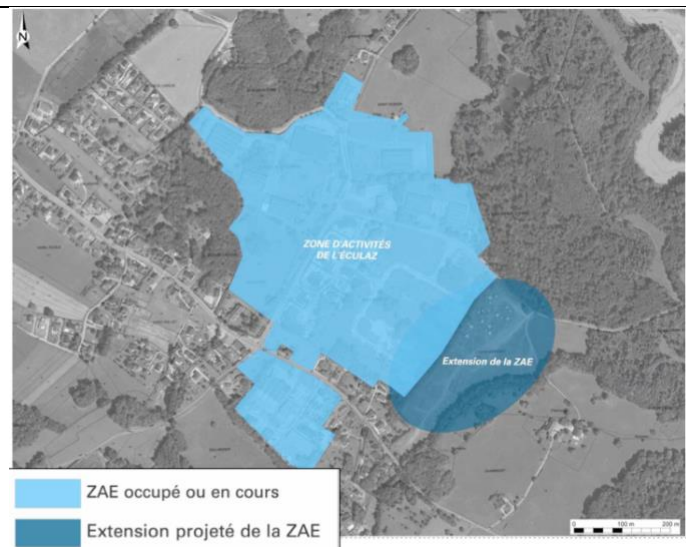 N
ZONE D'ACTIVITÉS
DE L'ÉCULAZ
Extension de la ZAE
ZAE occupé ou en cours
Extension projeté de la ZAE
0 100 m 200 m